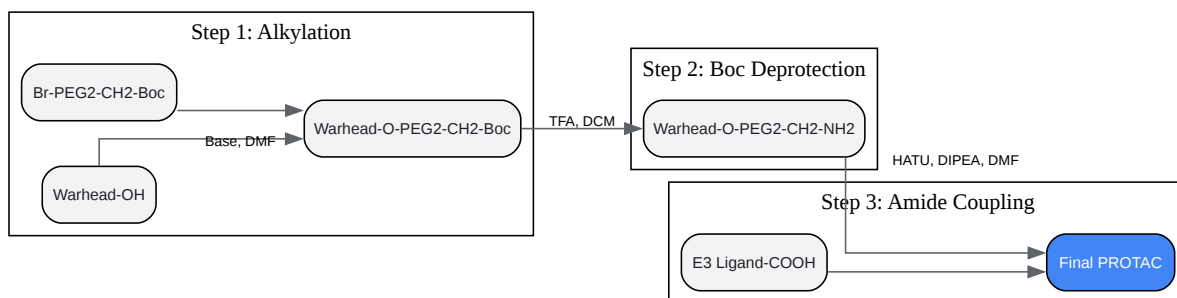 Step 1: Alkylation
Br-PEG2-CH2-Boc
Warhead-O-PEG2-CH2-Boc
Base, DMF
Warhead-OH
Step 2: Boc Deprotection
TFA, DCM
Warhead-O-PEG2-CH2-NH2
HATU, DIPEA, DMF
Step 3: Amide Coupling
E3 Ligand-COOH
Final PROTAC